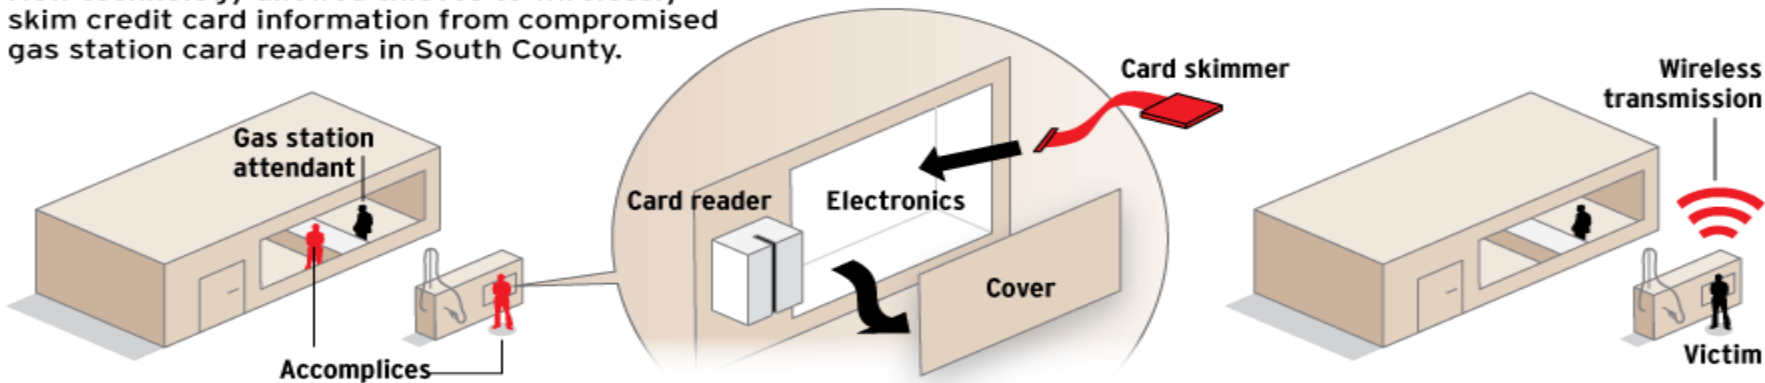 skim credit card information from compromised
gas station card readers in South County.
Gas station
attendant
Accomplices
Card reader
Electronics
Card skimmer
Cover
Wireless
transmission
Victim